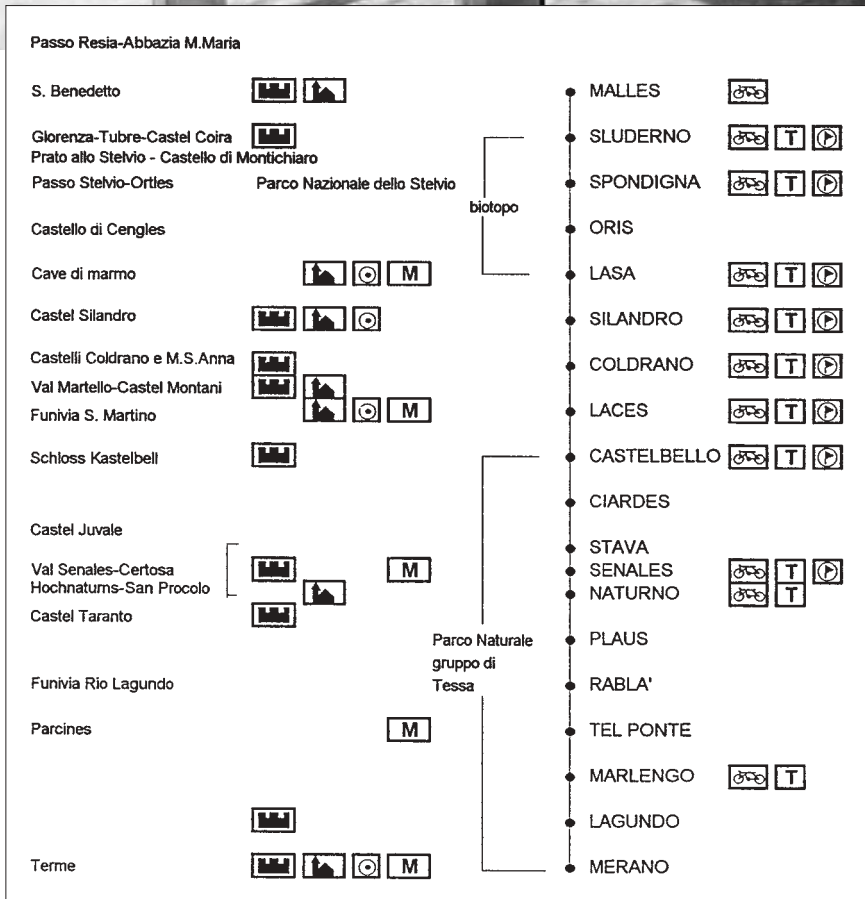 Passo Resia-Abbazia M.Maria
S. Benedetto
MALLES
Glorenza-Tubre-Castel Coira
SLUDERNO T
Prato allo Stelvio - Castello di Montichiaro
Passo Stelvio-Ortles Parco Nazionale dello Stelvio
SPONDIGNA T
biotopo
Castello di Cengles
ORIS
Cave di marmo M
LASA T
Castel Silandro
SILANDRO T
Castelli Coldrano e M.S.Anna
COLDRANO T
Val Martello-Castel Montani
Funivia S. Martino M
LACES T
Schloss Kastelbell
CASTELBELLO T
CIARDES
Castel Juvale
STAVA
Val Senales-Certosa M
SENALES T
Hochnaturns-San Procolo
NATURNO T
Castel Taranto
Parco Naturale
gruppo di
Tessa
PLAUS
Funivia Rio Lagundo
RABLA'
Parcines M
TEL PONTE
MARLENGO T
LAGUNDO
Terme M
MERANO